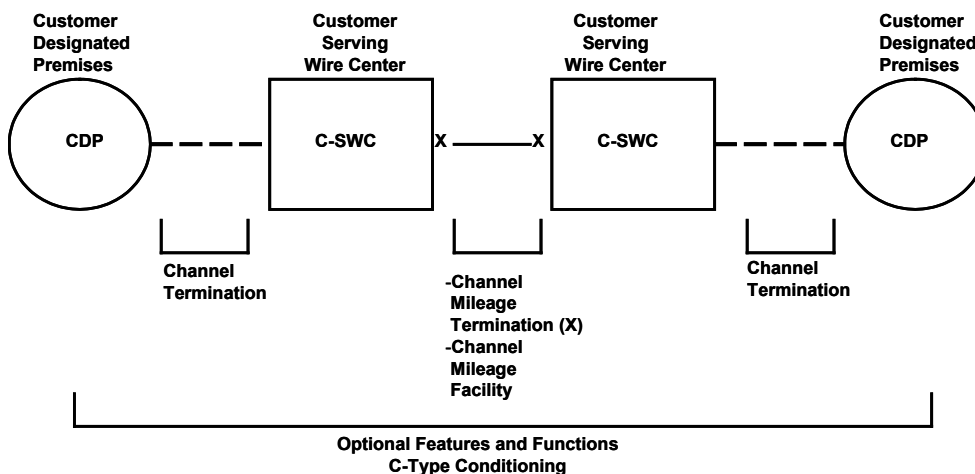 Customer
Designated
Premises
Customer
Serving
Wire Center
Customer
Serving
Wire Center
Customer
Designated
Premises
CDP
C-SWC
X
X
C-SWC
CDP
Channel
Termination
-Channel
Mileage
Termination (X)
-Channel
Mileage
Facility
Channel
Termination
Optional Features and Functions
C-Type Conditioning